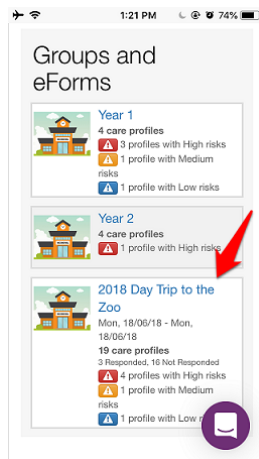 1:21 PM 74%
Groups and
eForms
Year 1
4 care profiles
3 profiles with High risks
1 profile with Medium
risks
1 profile with Low risks
Year 2
4 care profiles
1 profile with High risks
2018 Day Trip to the
Zoo
Mon, 18/06/18 - Mon,
18/06/18
19 care profiles
3 Responded, 16 Not Responded
4 profiles with High risks
1 profile with Medium
risks
1 profile with Low